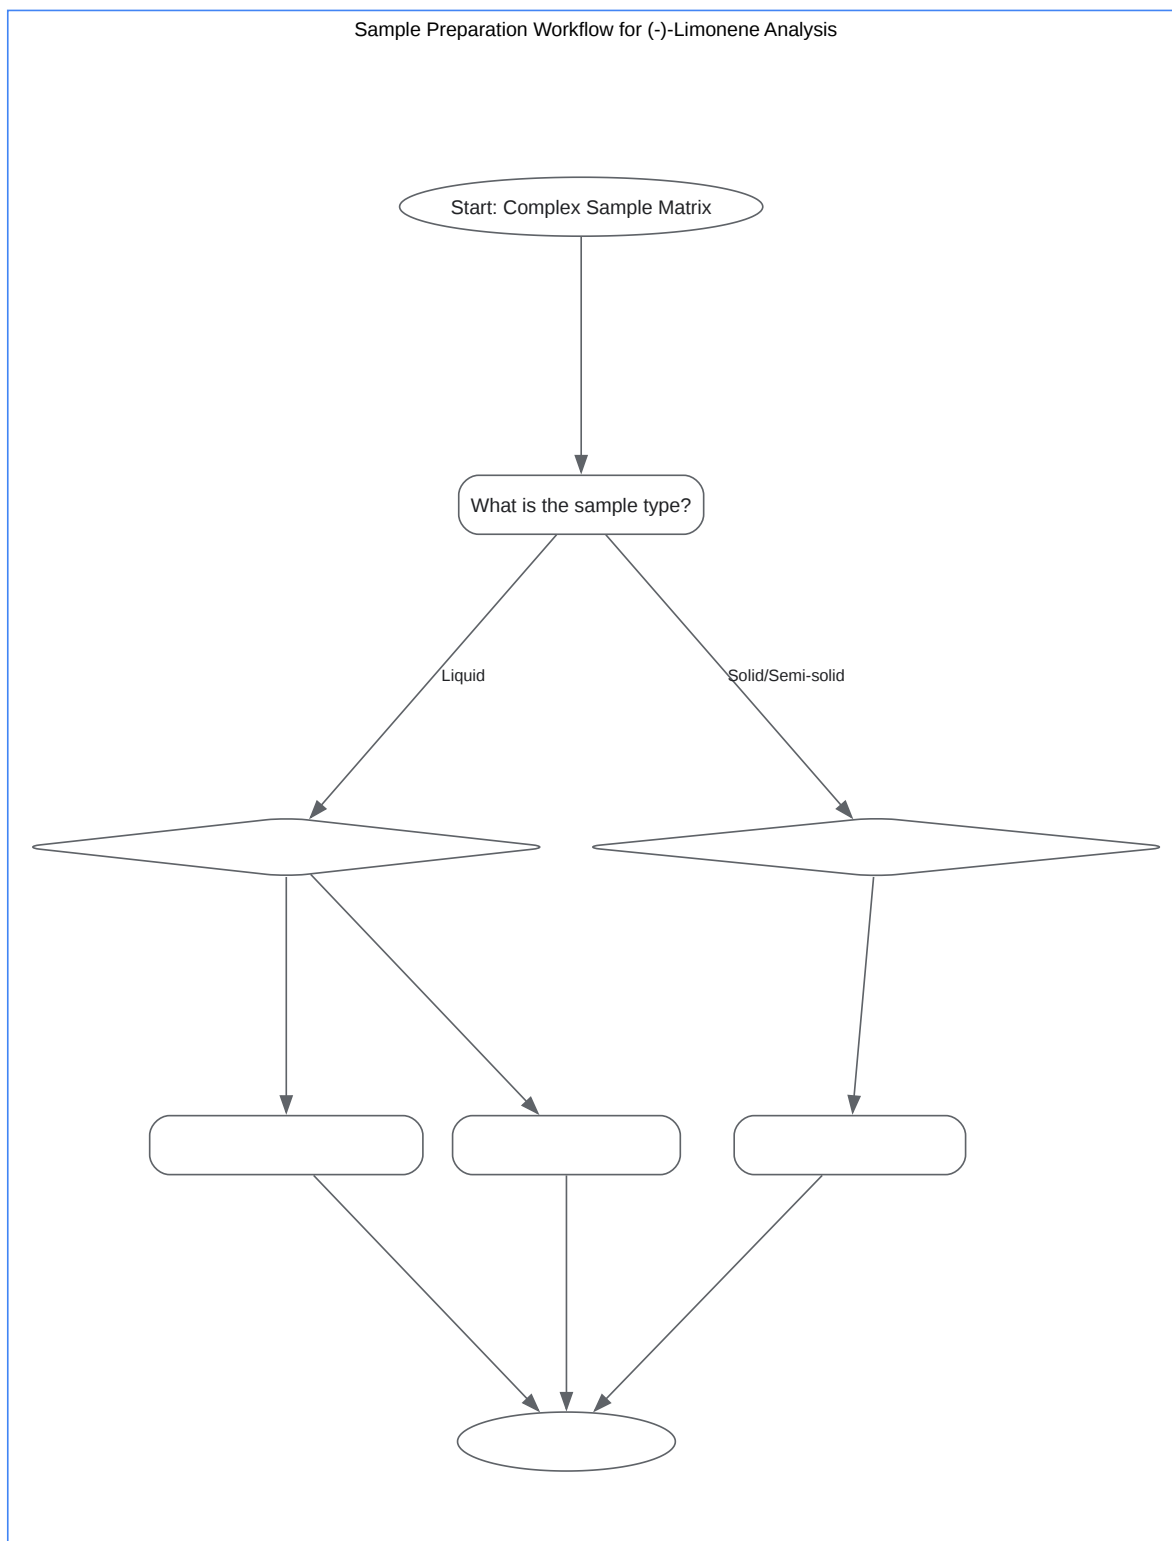 Sample Preparation Workflow for (-)-Limonene Analysis
Start: Complex Sample Matrix
What is the sample type?
Liquid
Solid/Semi-solid